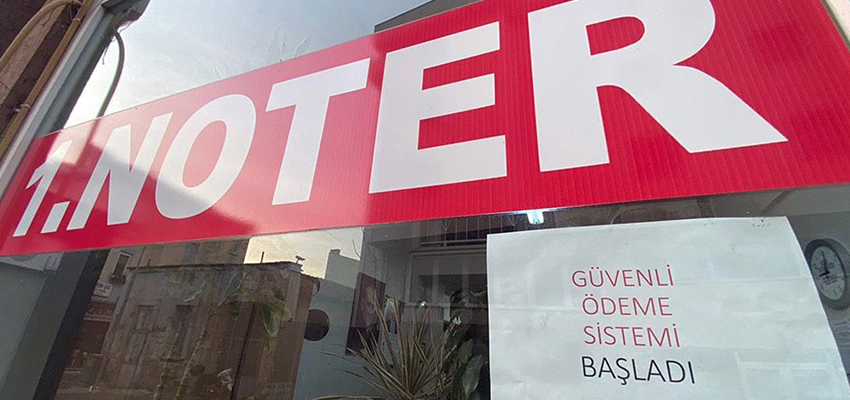 1.NOTER
GÜVENLİ
ÖDEME
SİSTEMİ
BAŞLADI